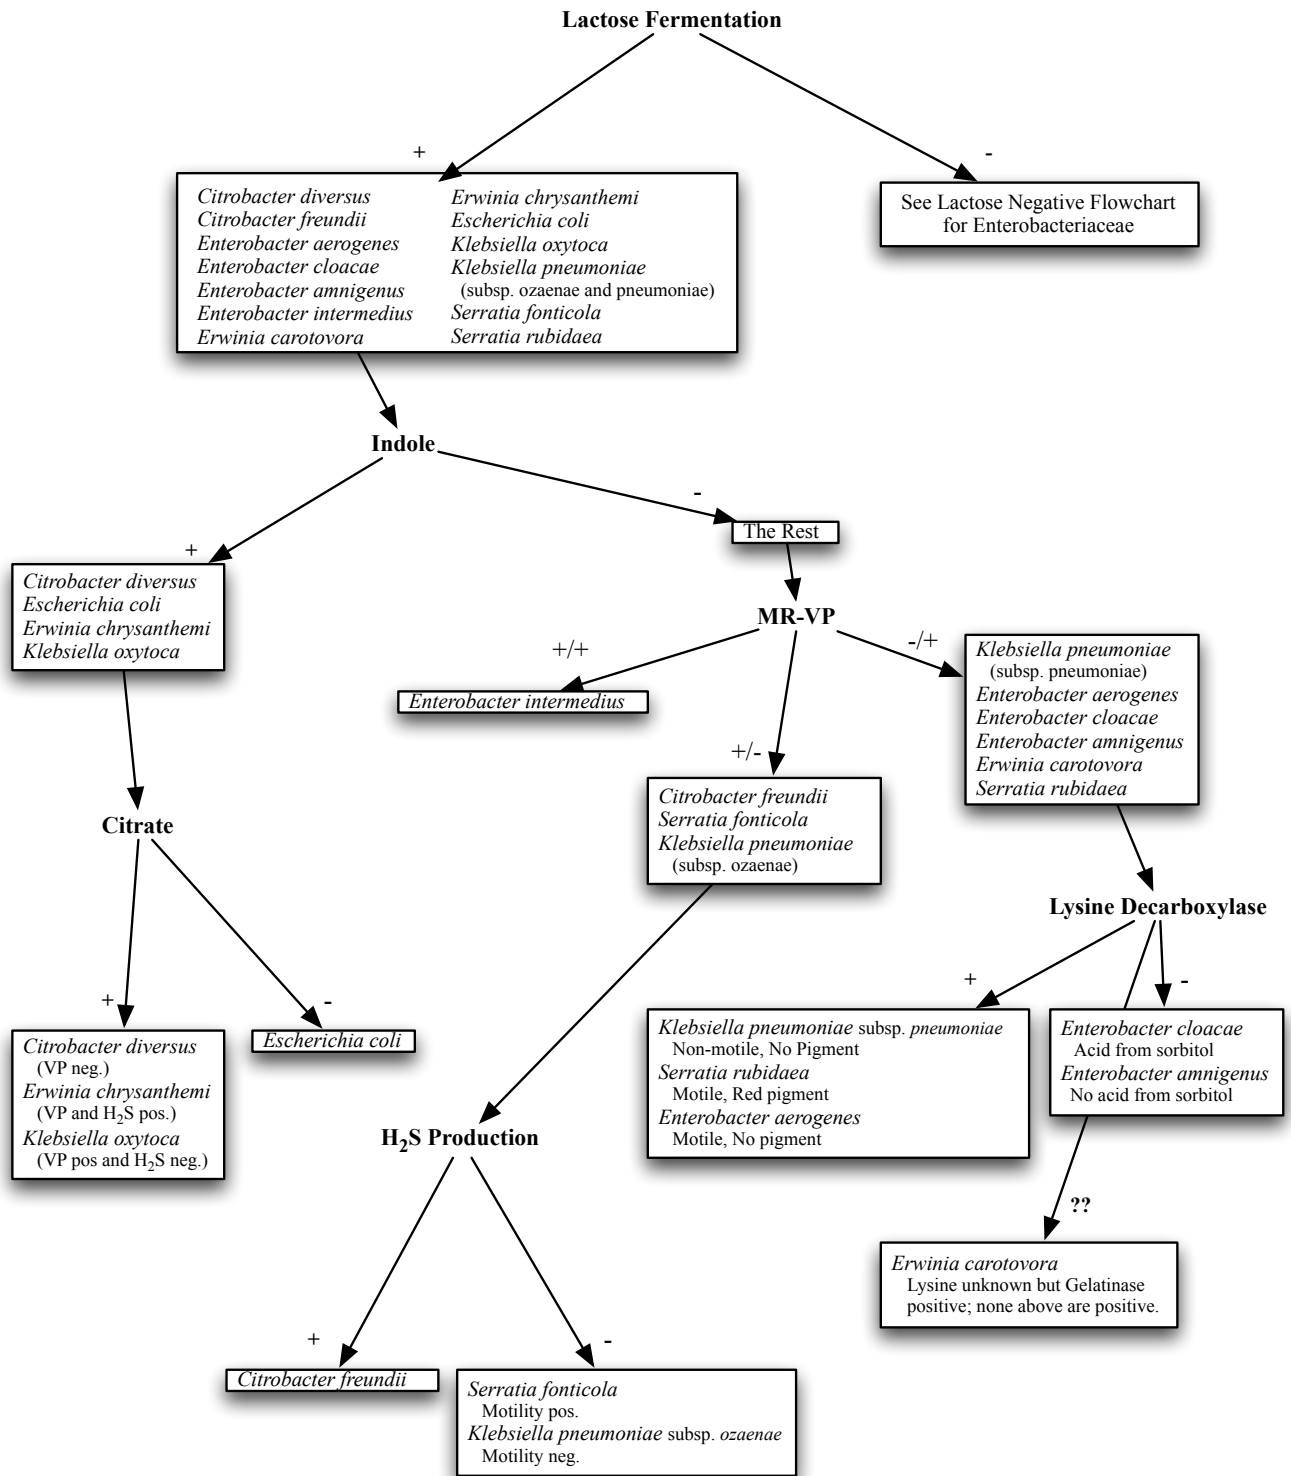 Lactose Fermentation
+
-
Citrobacter diversus
Citrobacter freundii
Enterobacter aerogenes
Enterobacter cloacae
Enterobacter amnigenus
Enterobacter intermedius
Erwinia carotovora
Erwinia chrysanthemi
Escherichia coli
Klebsiella oxytoca
Klebsiella pneumoniae
(subsp. ozaenae and pneumoniae)
Serratia fonticola
Serratia rubidaea
See Lactose Negative Flowchart
for Enterobacteriaceae
Indole
+
-
Citrobacter diversus
Escherichia coli
Erwinia chrysanthemi
Klebsiella oxytoca
The Rest
MR-VP
+/+
+/-
-/+
Enterobacter intermedius
Citrobacter freundii
Serratia fonticola
Klebsiella pneumoniae
(subsp. ozaenae)
Klebsiella pneumoniae
(subsp. pneumoniae)
Enterobacter aerogenes
Enterobacter cloacae
Enterobacter amnigenus
Erwinia carotovora
Serratia rubidaea
Citrate
+
-
Citrobacter diversus
(VP neg.)
Erwinia chrysanthemi
(VP and H2S pos.)
Klebsiella oxytoca
(VP pos and H2S neg.)
Escherichia coli
Lysine Decarboxylase
+
-
??
Klebsiella pneumoniae subsp. pneumoniae
Non-motile, No Pigment
Serratia rubidaea
Motile, Red pigment
Enterobacter aerogenes
Motile, No pigment
Enterobacter cloacae
Acid from sorbitol
Enterobacter amnigenus
No acid from sorbitol
Erwinia carotovora
Lysine unknown but Gelatinase
positive; none above are positive.
H2S Production
+
-
Citrobacter freundii
Serratia fonticola
Motility pos.
Klebsiella pneumoniae subsp. ozaenae
Motility neg.